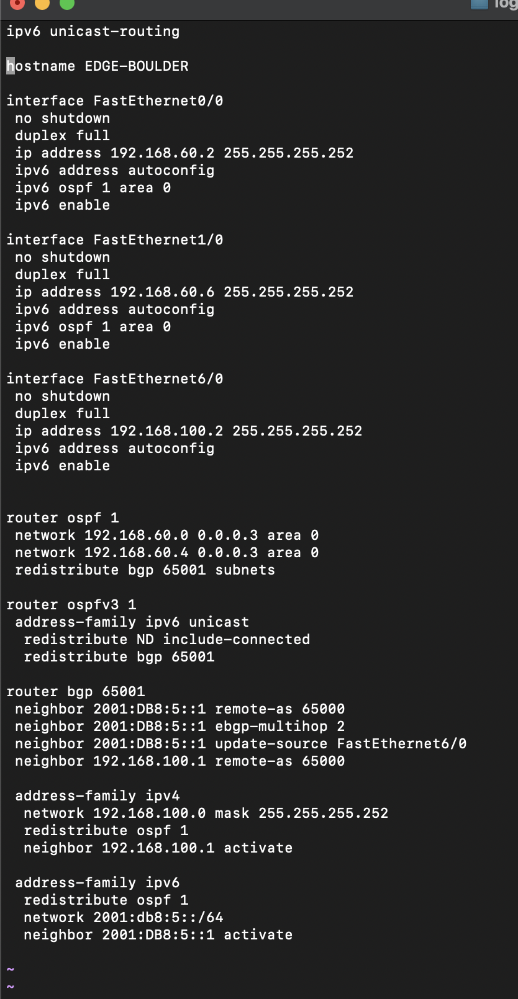 log
ipv6 unicast-routing
hostname EDGE-BOULDER
interface FastEthernet0/0
 no shutdown
 duplex full
 ip address 192.168.60.2 255.255.255.252
 ipv6 address autoconfig
 ipv6 ospf 1 area 0
 ipv6 enable
interface FastEthernet1/0
 no shutdown
 duplex full
 ip address 192.168.60.6 255.255.255.252
 ipv6 address autoconfig
 ipv6 ospf 1 area 0
 ipv6 enable
interface FastEthernet6/0
 no shutdown
 duplex full
 ip address 192.168.100.2 255.255.255.252
 ipv6 address autoconfig
 ipv6 enable
router ospf 1
 network 192.168.60.0 0.0.0.3 area 0
 network 192.168.60.4 0.0.0.3 area 0
 redistribute bgp 65001 subnets
router ospfv3 1
 address-family ipv6 unicast
  redistribute ND include-connected
  redistribute bgp 65001
router bgp 65001
 neighbor 2001:DB8:5::1 remote-as 65000
 neighbor 2001:DB8:5::1 ebgp-multihop 2
 neighbor 2001:DB8:5::1 update-source FastEthernet6/0
 neighbor 192.168.100.1 remote-as 65000
 address-family ipv4
  network 192.168.100.0 mask 255.255.255.252
  redistribute ospf 1
  neighbor 192.168.100.1 activate
 address-family ipv6
  redistribute ospf 1
  network 2001:db8:5::/64
  neighbor 2001:DB8:5::1 activate
~
~